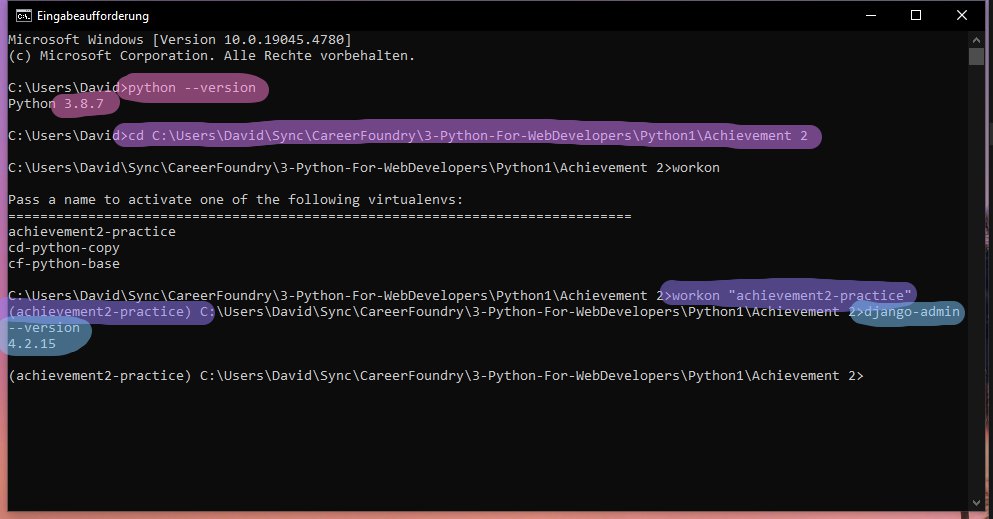 Eingabeaufforderung
Microsoft Windows [Version 10.0.19045.4780]
(c) Microsoft Corporation. Alle Rechte vorbehalten.
C:\Users\David>python --version
Python 3.8.7
C:\Users\David>cd C:\Users\David\Sync\CareerFoundry\3-Python-For-WebDevelopers\Python1\Achievement 2
C:\Users\David\Sync\CareerFoundry\3-Python-For-WebDevelopers\Python1\Achievement 2>workon
Pass a name to activate one of the following virtualenvs:
==============================================================================
achievement2-practice
cd-python-copy
cf-python-base
C:\Users\David\Sync\CareerFoundry\3-Python-For-WebDevelopers\Python1\Achievement 2>workon "achievement2-practice"
(achievement2-practice) C:\Users\David\Sync\CareerFoundry\3-Python-For-WebDevelopers\Python1\Achievement 2>django-admin
--version
4.2.15
(achievement2-practice) C:\Users\David\Sync\CareerFoundry\3-Python-For-WebDevelopers\Python1\Achievement 2>